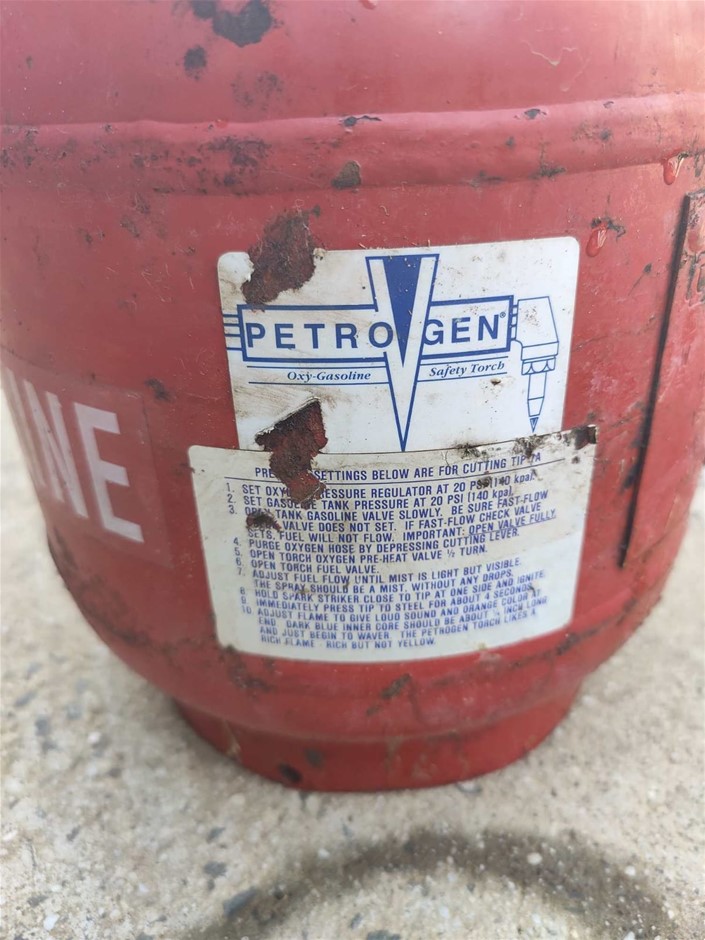 PETROGEN®
Oxy-Gasoline Safety Torch
INE
SETTINGS BELOW ARE FOR CUTTING TIP
1. SET PRESSURE REGULATOR AT 20 PSI (140 kpa).
2. SET GASOLINE TANK PRESSURE AT 20 PSI (140 kpa).
3. OPEN TANK GASOLINE VALVE SLOWLY. BE SURE FAST-FLOW
VALVE DOES NOT SET. IF FAST-FLOW CHECK VALVE
SETS, FUEL WILL NOT FLOW. IMPORTANT: OPEN VALVE FULLY.
4. PURGE OXYGEN HOSE BY DEPRESSING CUTTING LEVER.
5. OPEN TORCH OXYGEN PRE-HEAT VALVE ½ TURN.
6. OPEN TORCH FUEL VALVE.
7. ADJUST FUEL FLOW UNTIL MIST IS LIGHT BUT VISIBLE.
THE SPRAY SHOULD BE A MIST, WITHOUT ANY DROPS.
8. HOLD SPARK STRIKER CLOSE TO TIP AT ONE SIDE AND IGNITE.
9. IMMEDIATELY PRESS TIP TO STEEL FOR ABOUT 4 SECONDS.
10. ADJUST FLAME TO GIVE LOUD SOUND AND ORANGE COLOR
END. DARK BLUE INNER CORE SHOULD BE ABOUT INCH LONG
AND JUST BEGIN TO WAVER. THE PETROGEN TORCH LIKES A
RICH FLAME - RICH BUT NOT YELLOW.